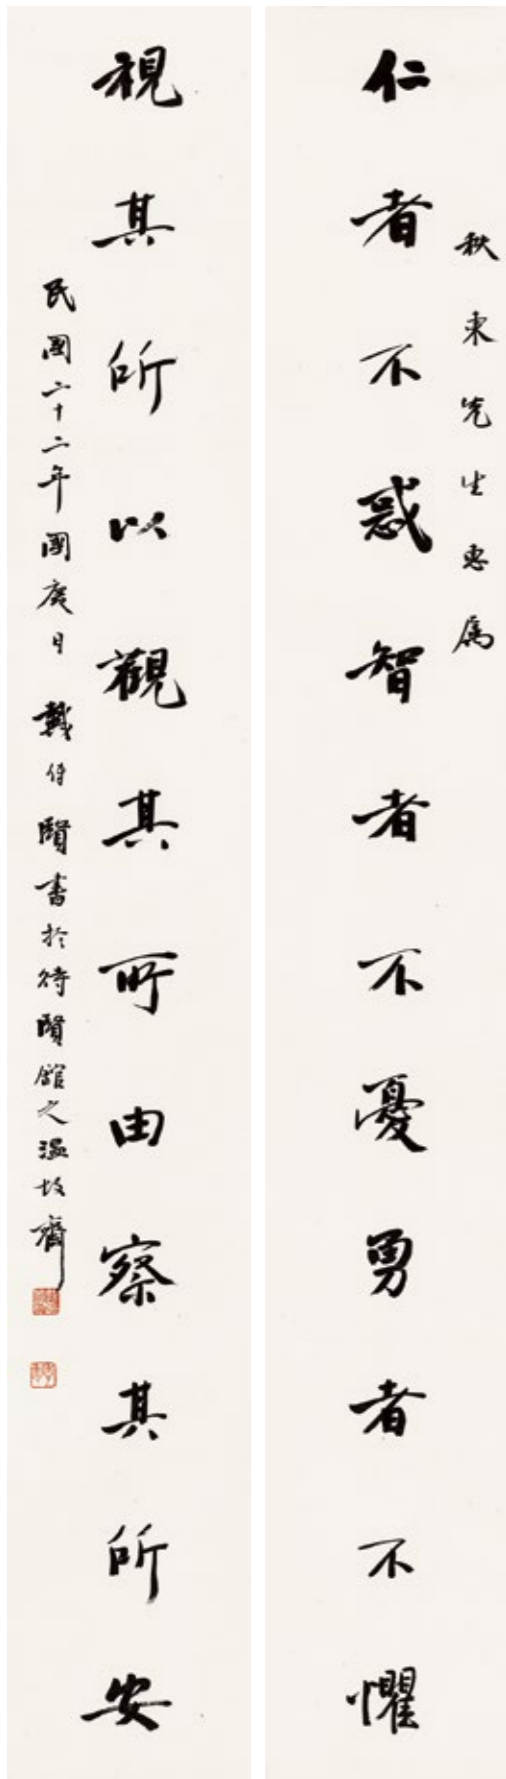 秋東先生惠属
仁者不惑智者不憂勇者不懼
視其所以觀其所由察其所安
民國二十二年國慶日 戴傳賢書於待賢館之溫故齋